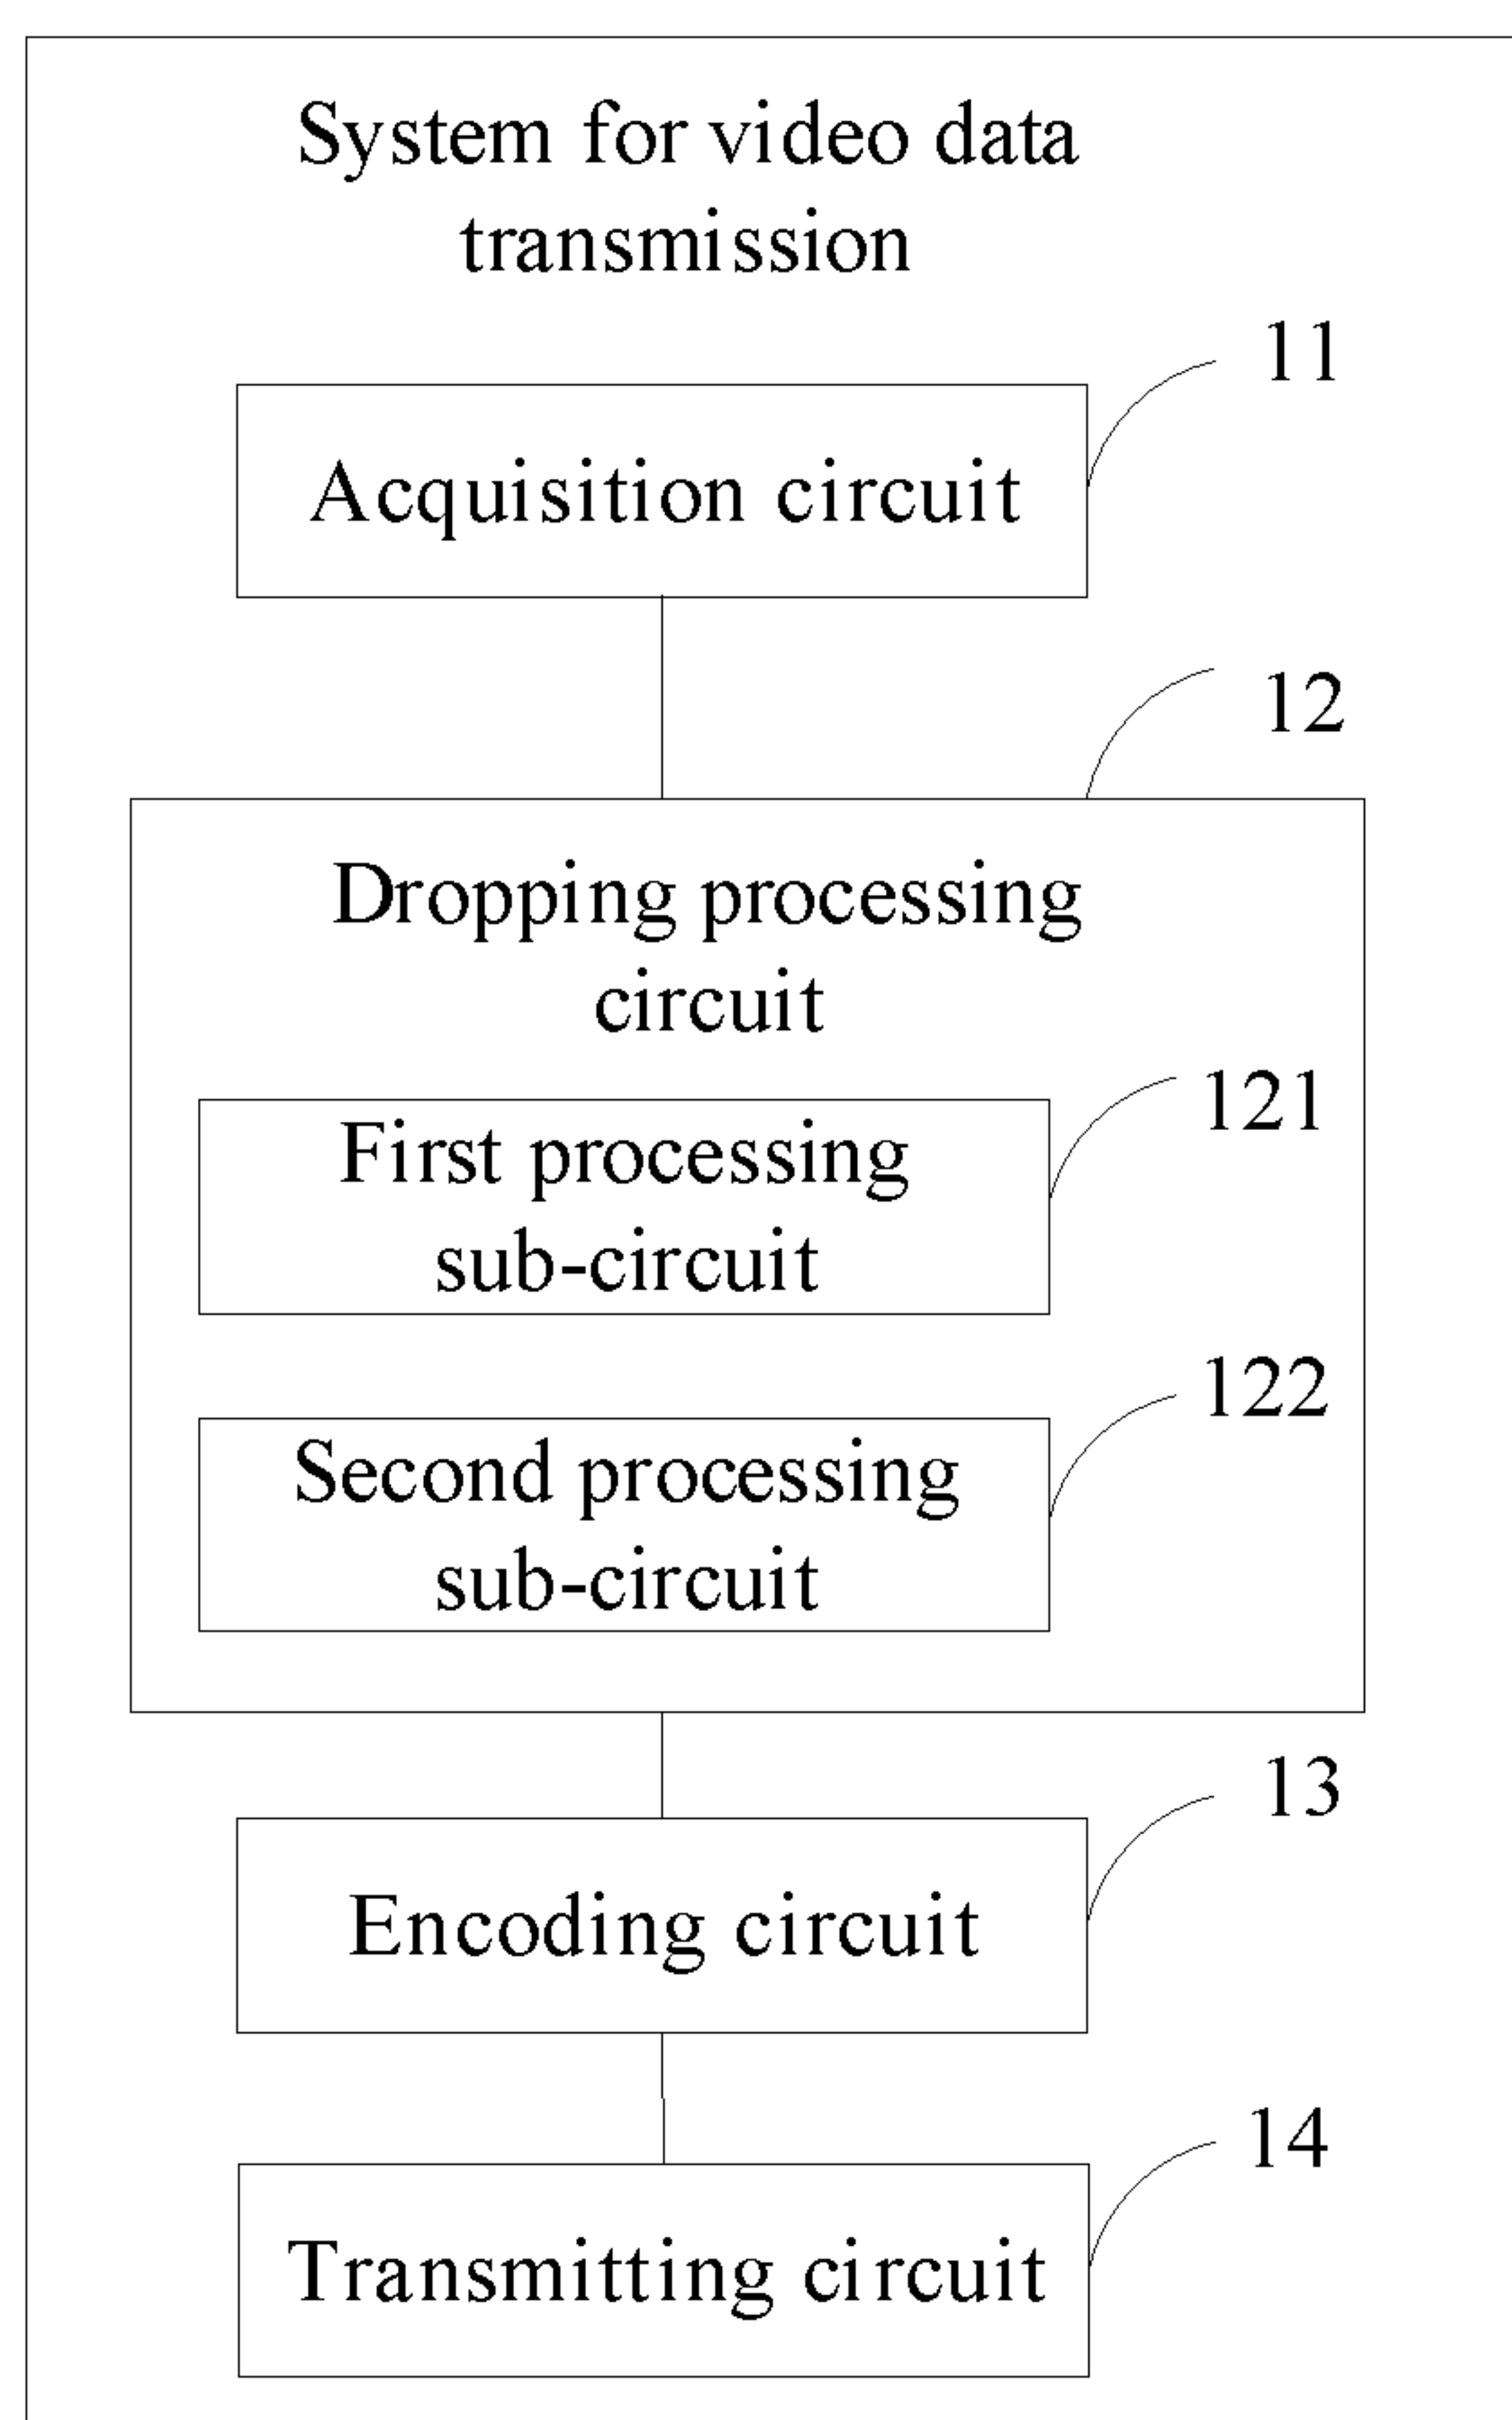 System for video data
transmission
11
Acquisition circuit
12
Dropping processing
circuit
121
First processing
sub-circuit
122
Second processing
sub-circuit
13
Encoding circuit
14
Transmitting circuit